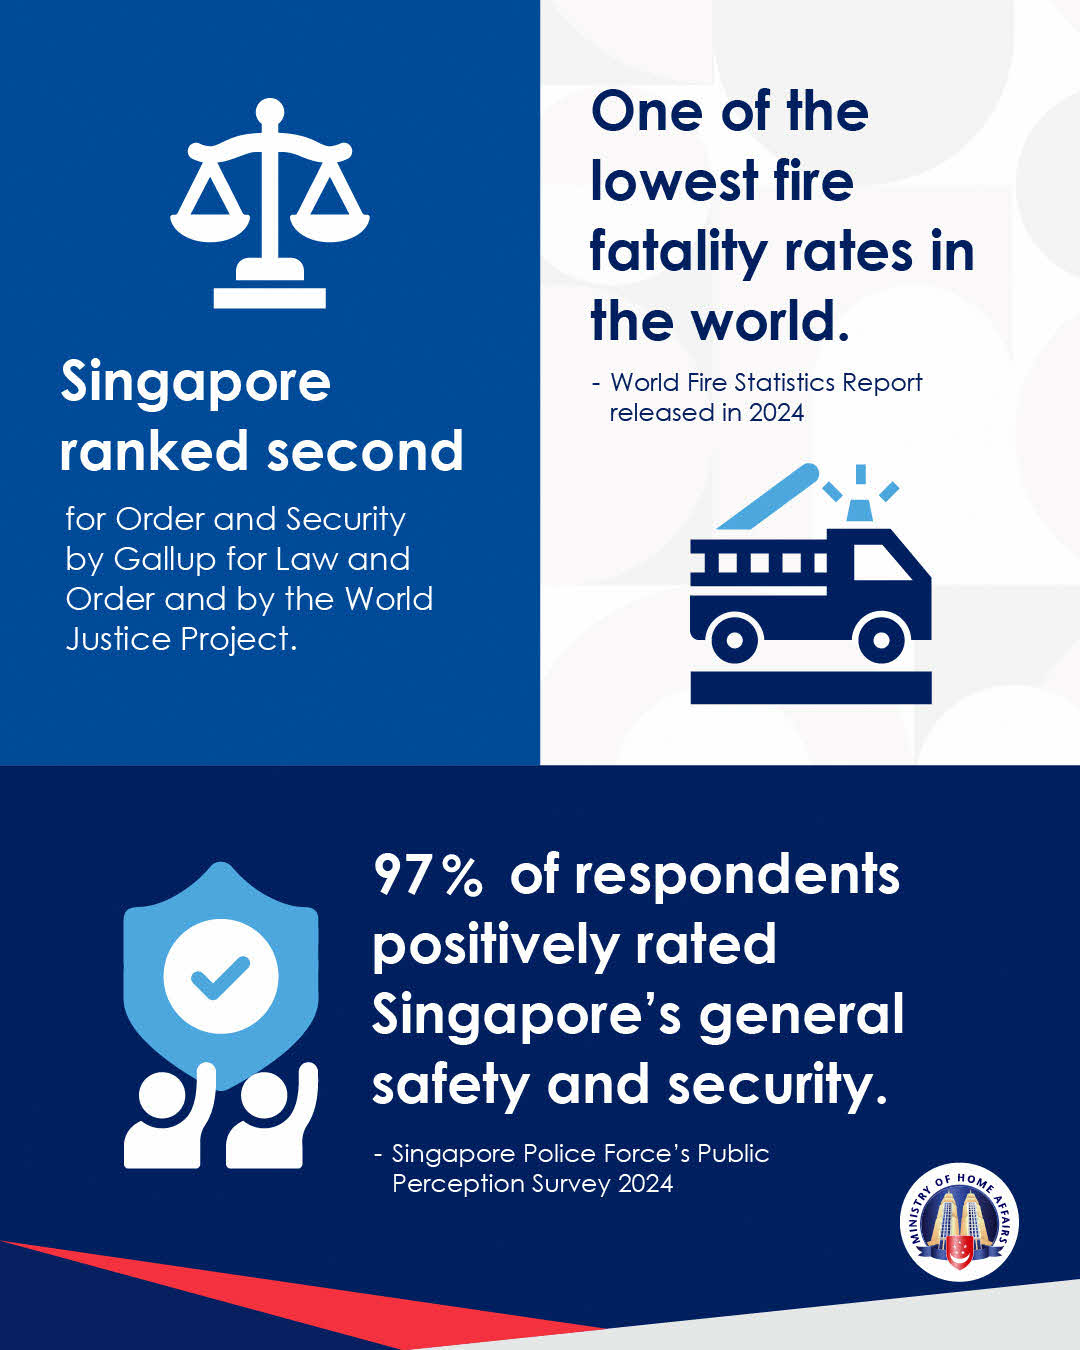 Singapore
ranked second
for Order and Security
by Gallup for Law and
Order and by the World
Justice Project.
One of the
lowest fire
fatality rates in
the world.
- World Fire Statistics Report
released in 2024
97% of respondents
positively rated
Singapore’s general
safety and security.
- Singapore Police Force’s Public
Perception Survey 2024
MINISTRY OF HOME AFFAIRS